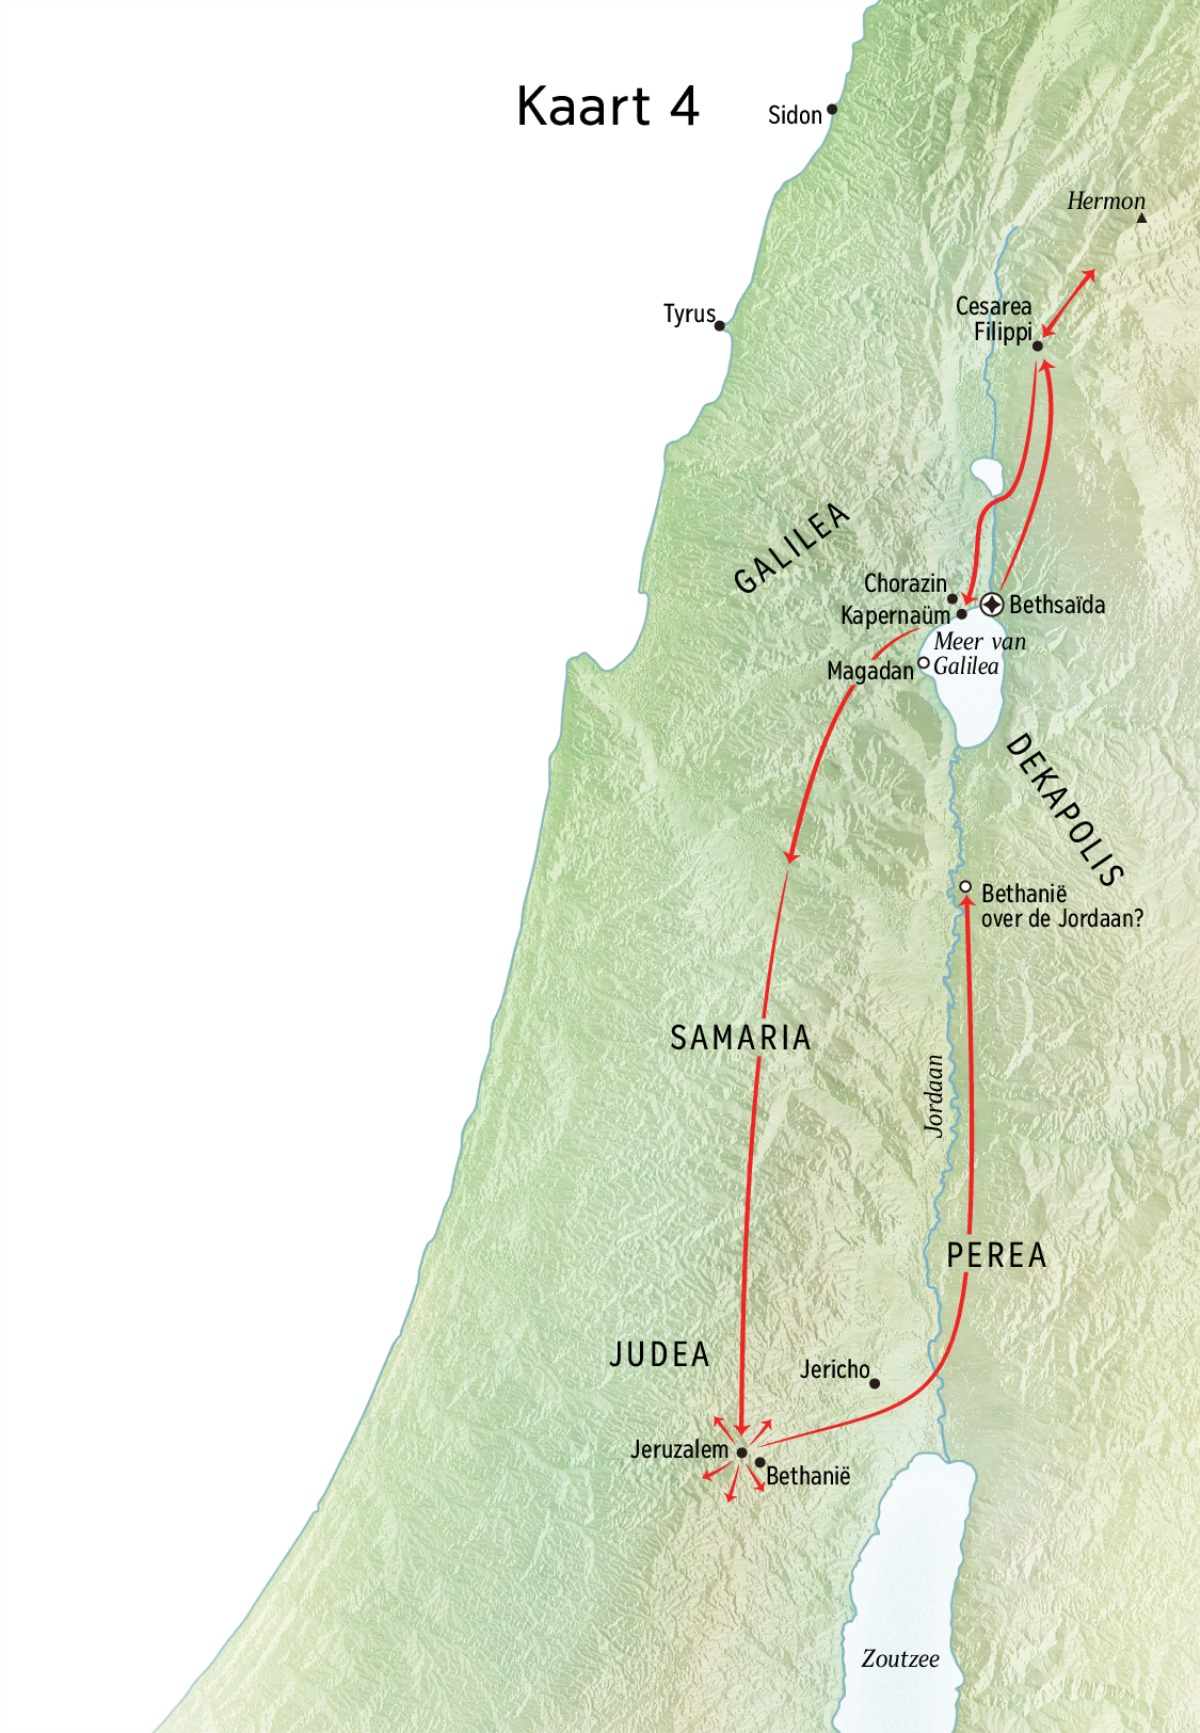 Kaart 4
Sidon
Hermon
Tyrus
Cesarea
Filippi
GALILEA
Chorazin
Kapernaüm
Bethsaïda
Meer van
Galilea
Magadan
DEKAPOLIS
Bethanië
over de Jordaan?
SAMARIA
Jordaan
PEREA
JUDEA
Jericho
Jeruzalem
Bethanië
Zoutzee